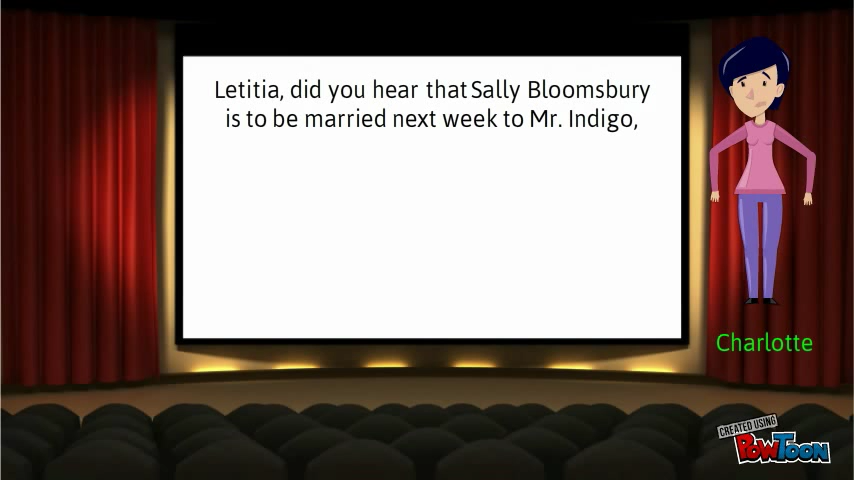 Letitia, did you hear that Sally Bloomsbury
is to be married next week to Mr. Indigo,
Charlotte
CREATED USING
POWTOON